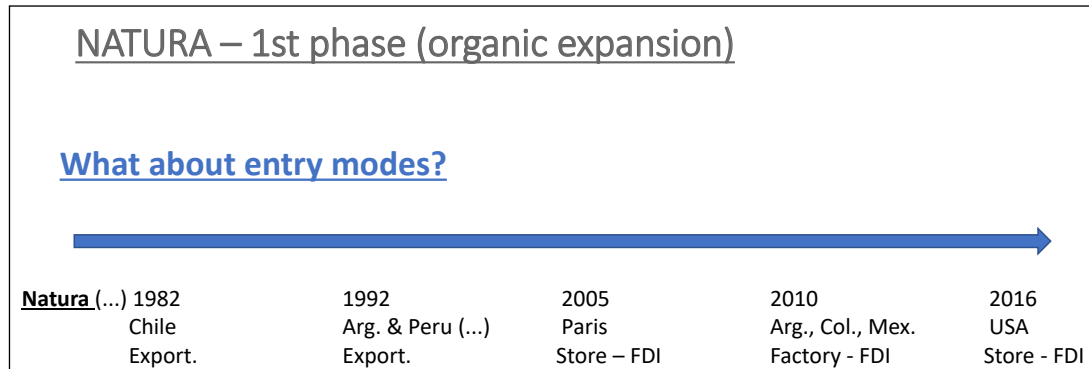 NATURA – 1st phase (organic expansion)
What about entry modes?
Natura (...) 1982 1992 2005 2010 2016
Chile Arg. & Peru (...) Paris Arg., Col., Mex. USA
Export. Export. Store – FDI Factory - FDI Store - FDI